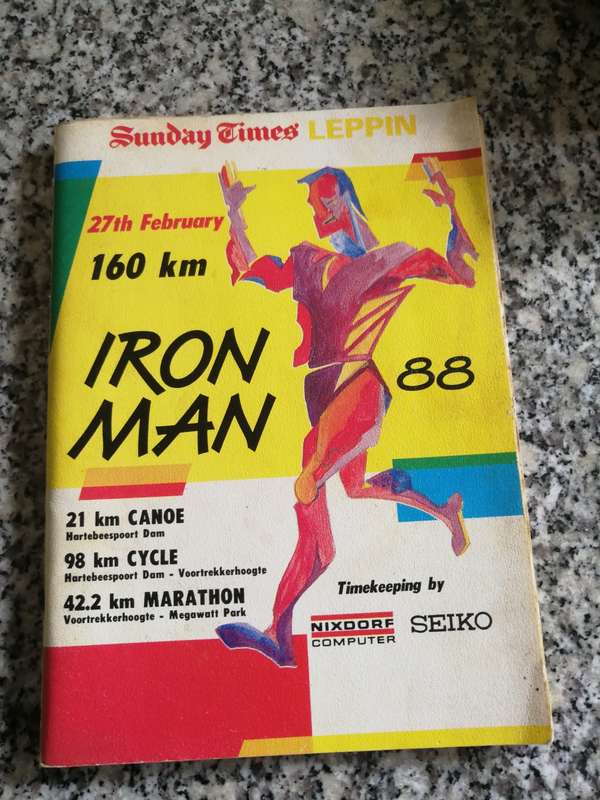 Sunday Times LEPPIN
27th February
160 km
IRON
MAN
88
21 km CANOE
Hartebeespoort Dam
98 km CYCLE
Hartebeespoort Dam - Voortrekkerhoogte
42.2 km MARATHON
Voortrekkerhoogte - Megawatt Park
Timekeeping by
NIXDORF
COMPUTER
SEIKO